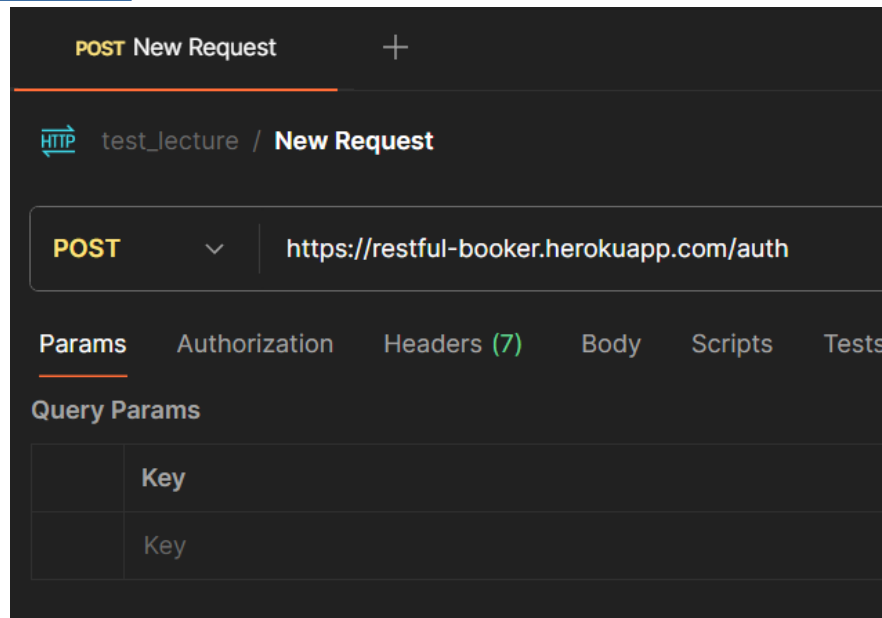 POST New Request
HTTP test_lecture / New Request
POST https://restful-booker.herokuapp.com/auth
Params Authorization Headers (7) Body Scripts Tests
Query Params
Key
Key